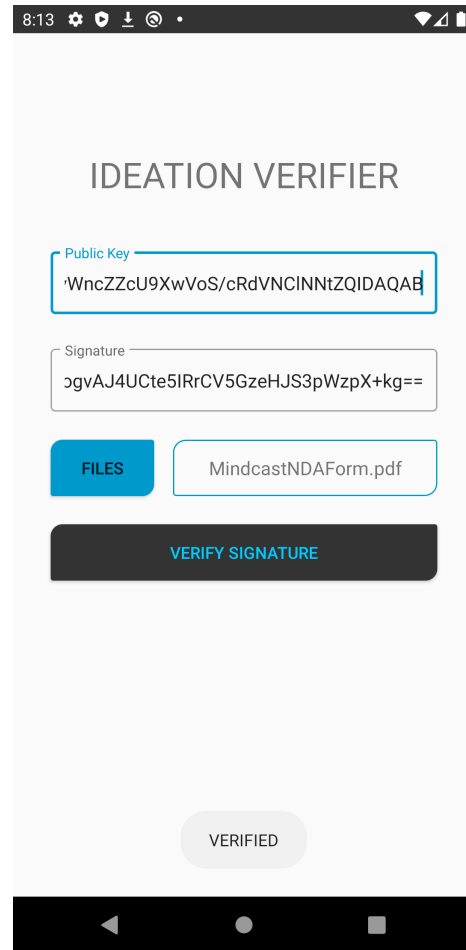 8:13
IDEATION VERIFIER
Public Key
WncZZcU9XwVoS/cRdVNClNNtZQIDAQAB
Signature
ogvAJ4UCte5IRrCV5GzeHJS3pWzpX+kg==
FILES
MindcastNDAForm.pdf
VERIFY SIGNATURE
VERIFIED